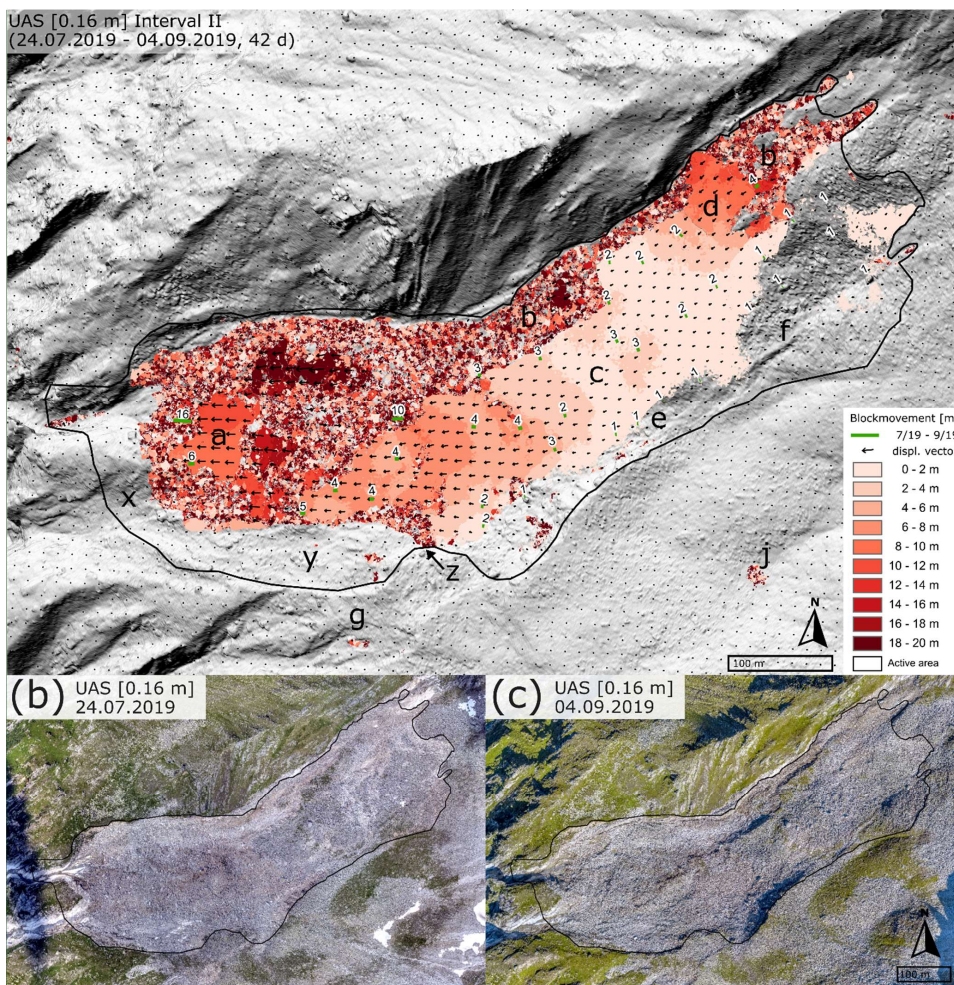 UAS [0.16 m] Interval II
(24.07.2019 - 04.09.2019, 42 d)
b
4
d
1
1
1
2
2
2
2
1
1
2
2
1
f
b
3
3
3
3
c
1
16
10
4
4
2
e
1
1
3
a
6
4
4
4
x
5
1
2
2
y
z
j
g
N
100 m
Blockmovement [m
7/19 - 9/19
displ. vecto
0 - 2 m
2 - 4 m
4 - 6 m
6 - 8 m
8 - 10 m
10 - 12 m
12 - 14 m
14 - 16 m
16 - 18 m
18 - 20 m
Active area
(b) UAS [0.16 m]
24.07.2019
(c) UAS [0.16 m]
04.09.2019
N
100 m